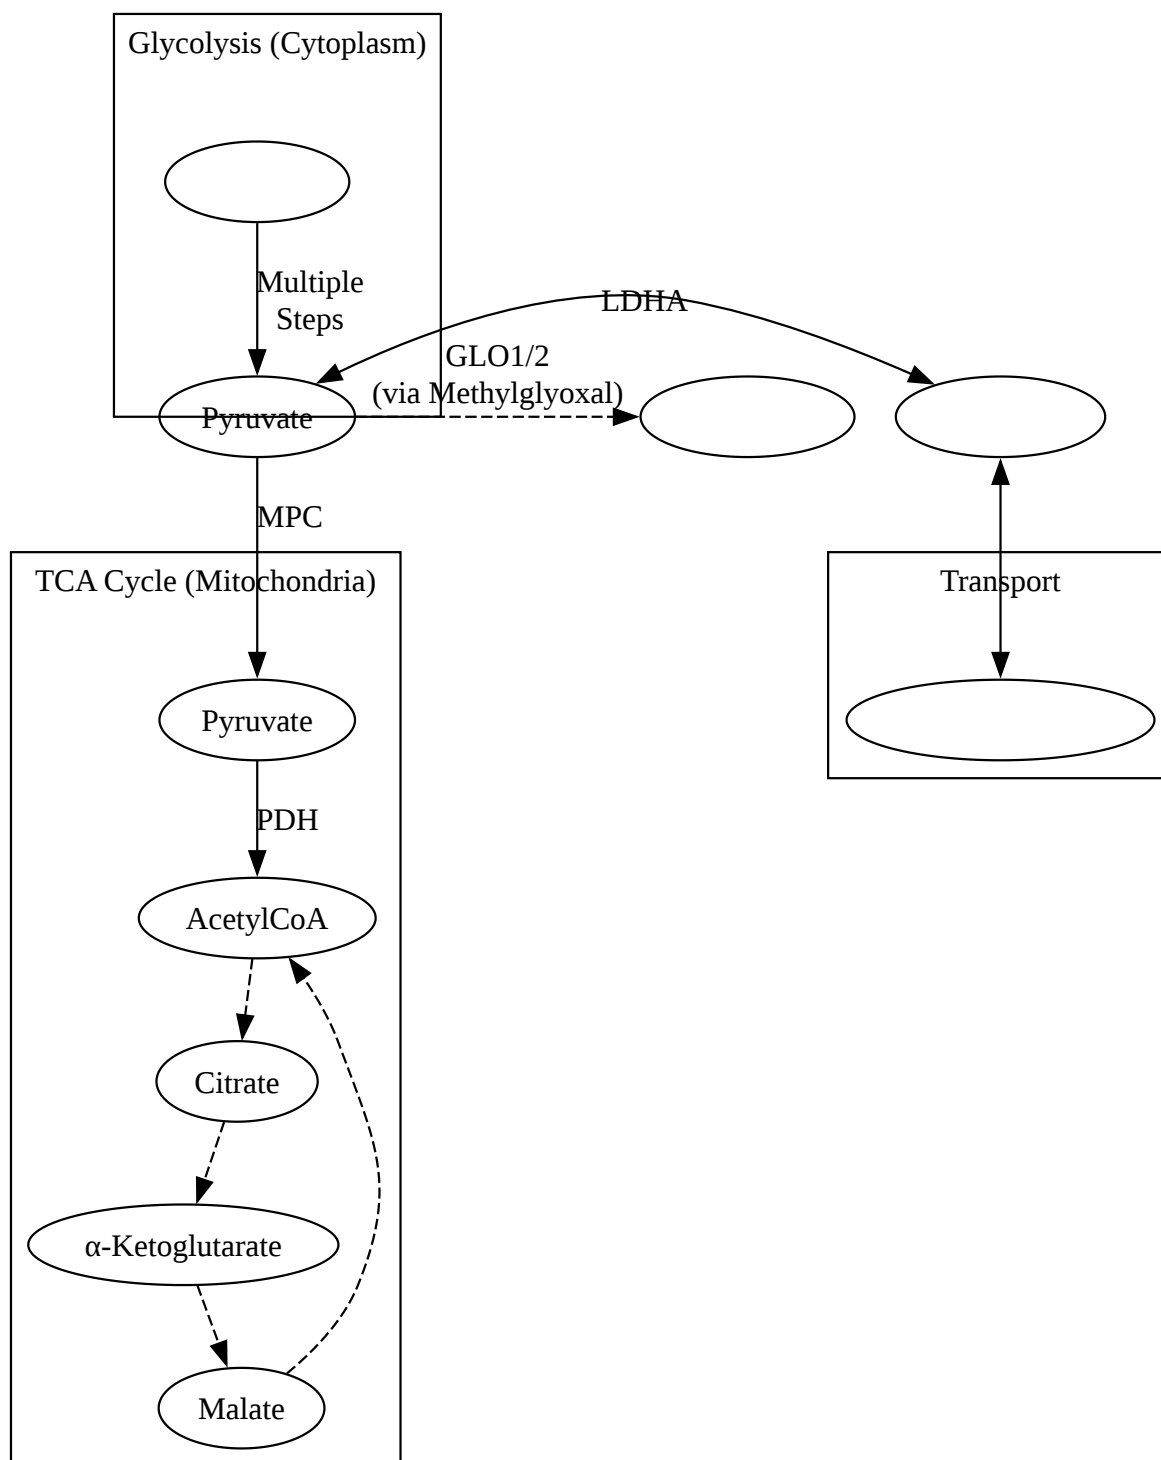 Glycolysis (Cytoplasm)
Multiple
Steps
LDHA
GLO1/2
(via Methylglyoxal)
Pyruvate
MPC
TCA Cycle (Mitochondria)
Transport
Pyruvate
PDH
AcetylCoA
Citrate
α-Ketoglutarate
Malate